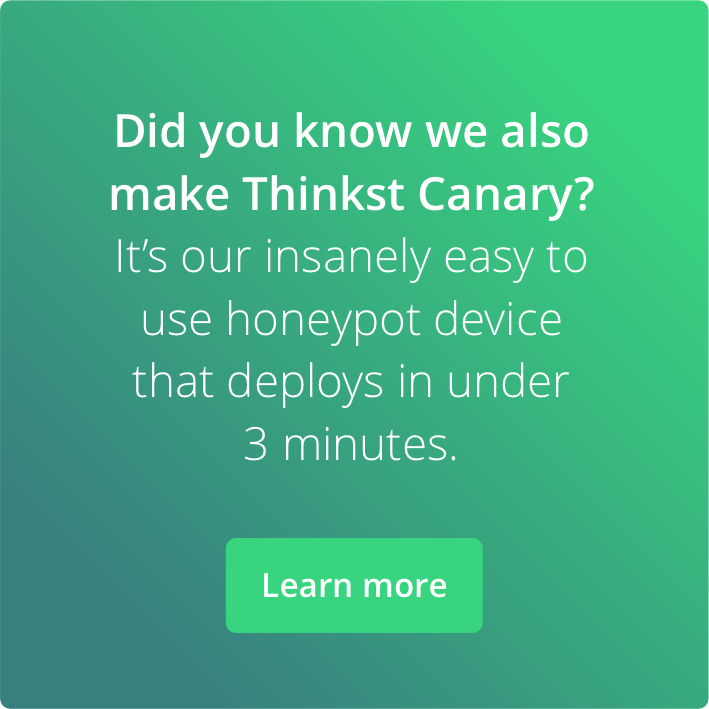 Did you know we also
make Thinkst Canary?
It’s our insanely easy to
use honeypot device
that deploys in under
3 minutes.
Learn more